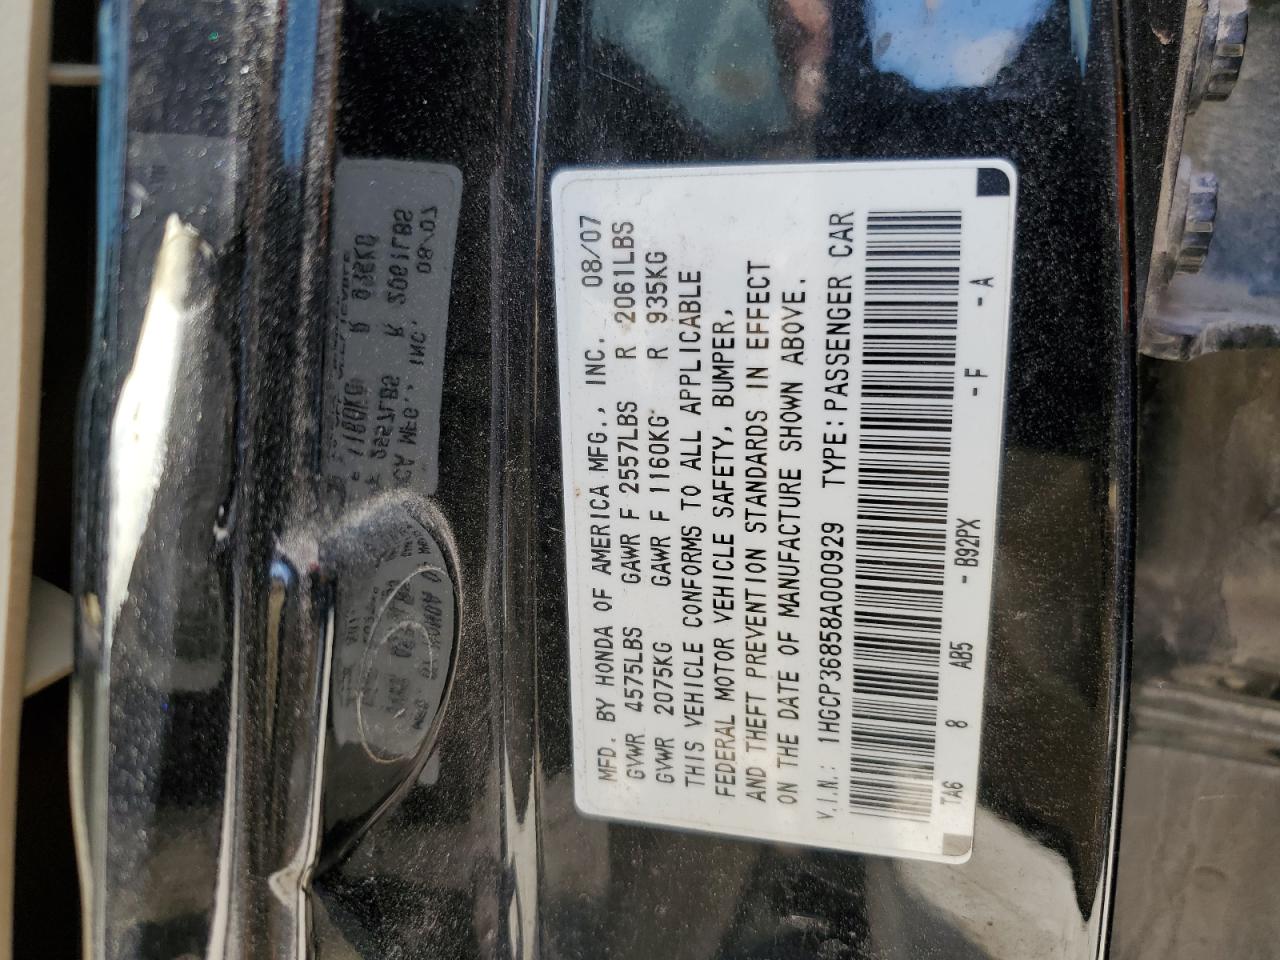 MFD. BY HONDA OF AMERICA MFG., INC. 08/07
GVWR 4575LBS GAWR F 2557LBS R 2061LBS
GVWR 2075KG GAWR F 1160KG R 935KG
THIS VEHICLE CONFORMS TO ALL APPLICABLE
FEDERAL MOTOR VEHICLE SAFETY, BUMPER,
AND THEFT PREVENTION STANDARDS IN EFFECT
ON THE DATE OF MANUFACTURE SHOWN ABOVE.
V.I.N.: 1HGCP36858A000929 TYPE:PASSENGER CAR
TA6 8 AB5 - B92PX - F - A